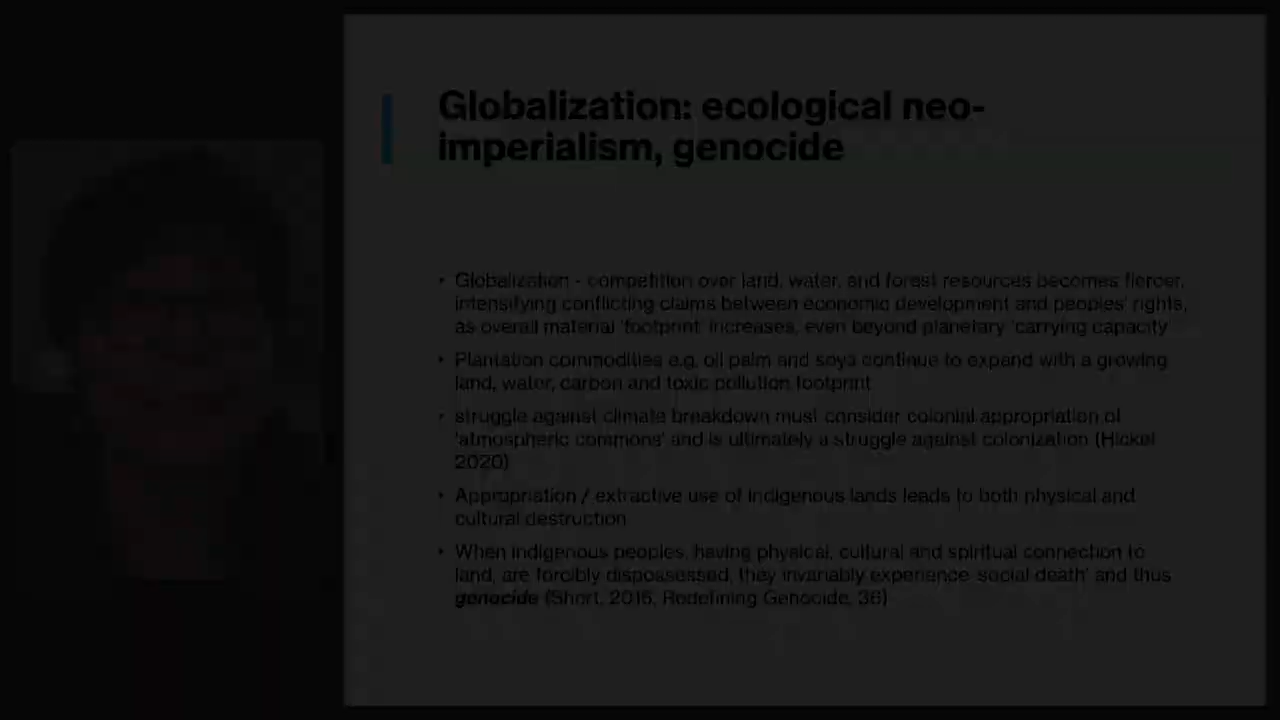 Globalization: ecological neo-
imperialism, genocide
• Globalization - competition over land, water, and forest resources becomes fiercer,
intensifying conflicting claims between economic development and peoples' rights,
as overall material 'footprint' increases, even beyond planetary 'carrying capacity'
• Plantation commodities e.g. oil palm and soya continue to expand with a growing
land, water, carbon and toxic pollution footprint
• struggle against climate breakdown must consider colonial appropriation of
'atmospheric commons' and is ultimately a struggle against colonization (Hickel
2020)
• Appropriation / extractive use of indigenous lands leads to both physical and
cultural destruction
• When indigenous peoples, having physical, cultural and spiritual connection to
land, are forcibly dispossessed, they invariably experience 'social death' and thus
genocide (Short, 2016, Redefining Genocide, 36)